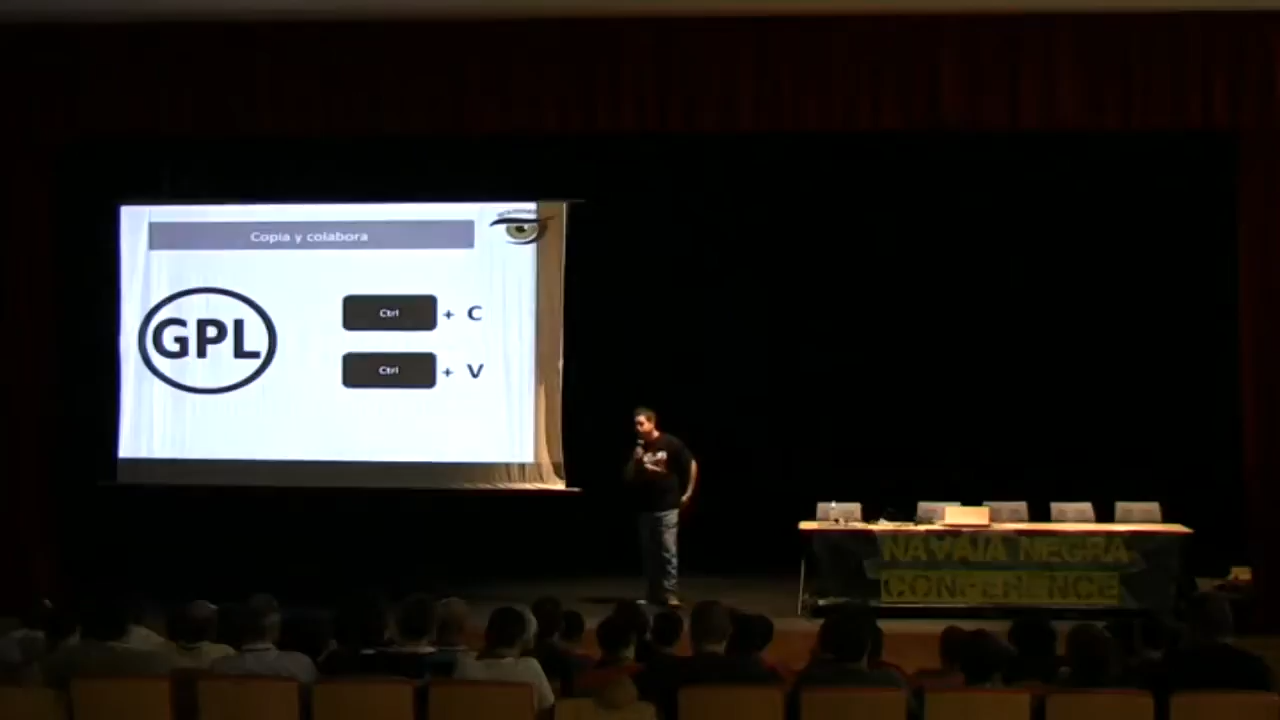 Copia y colabora
GPL
Ctrl + C
Ctrl + V
NAVAJA NEGRA
CONFERENCE